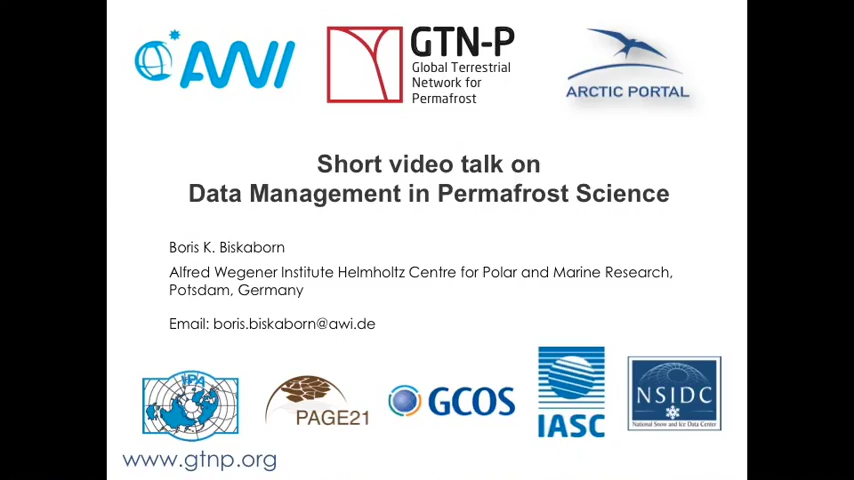 AWI
GTN-P
Global Terrestrial
Network for
Permafrost
ARCTIC PORTAL
Short video talk on
Data Management in Permafrost Science
Boris K. Biskaborn
Alfred Wegener Institute Helmholtz Centre for Polar and Marine Research,
Potsdam, Germany
Email: boris.biskaborn@awi.de
IPA
PAGE21
GCOS
IASC
NSIDC
National Snow and Ice Data Center
www.gtnp.org